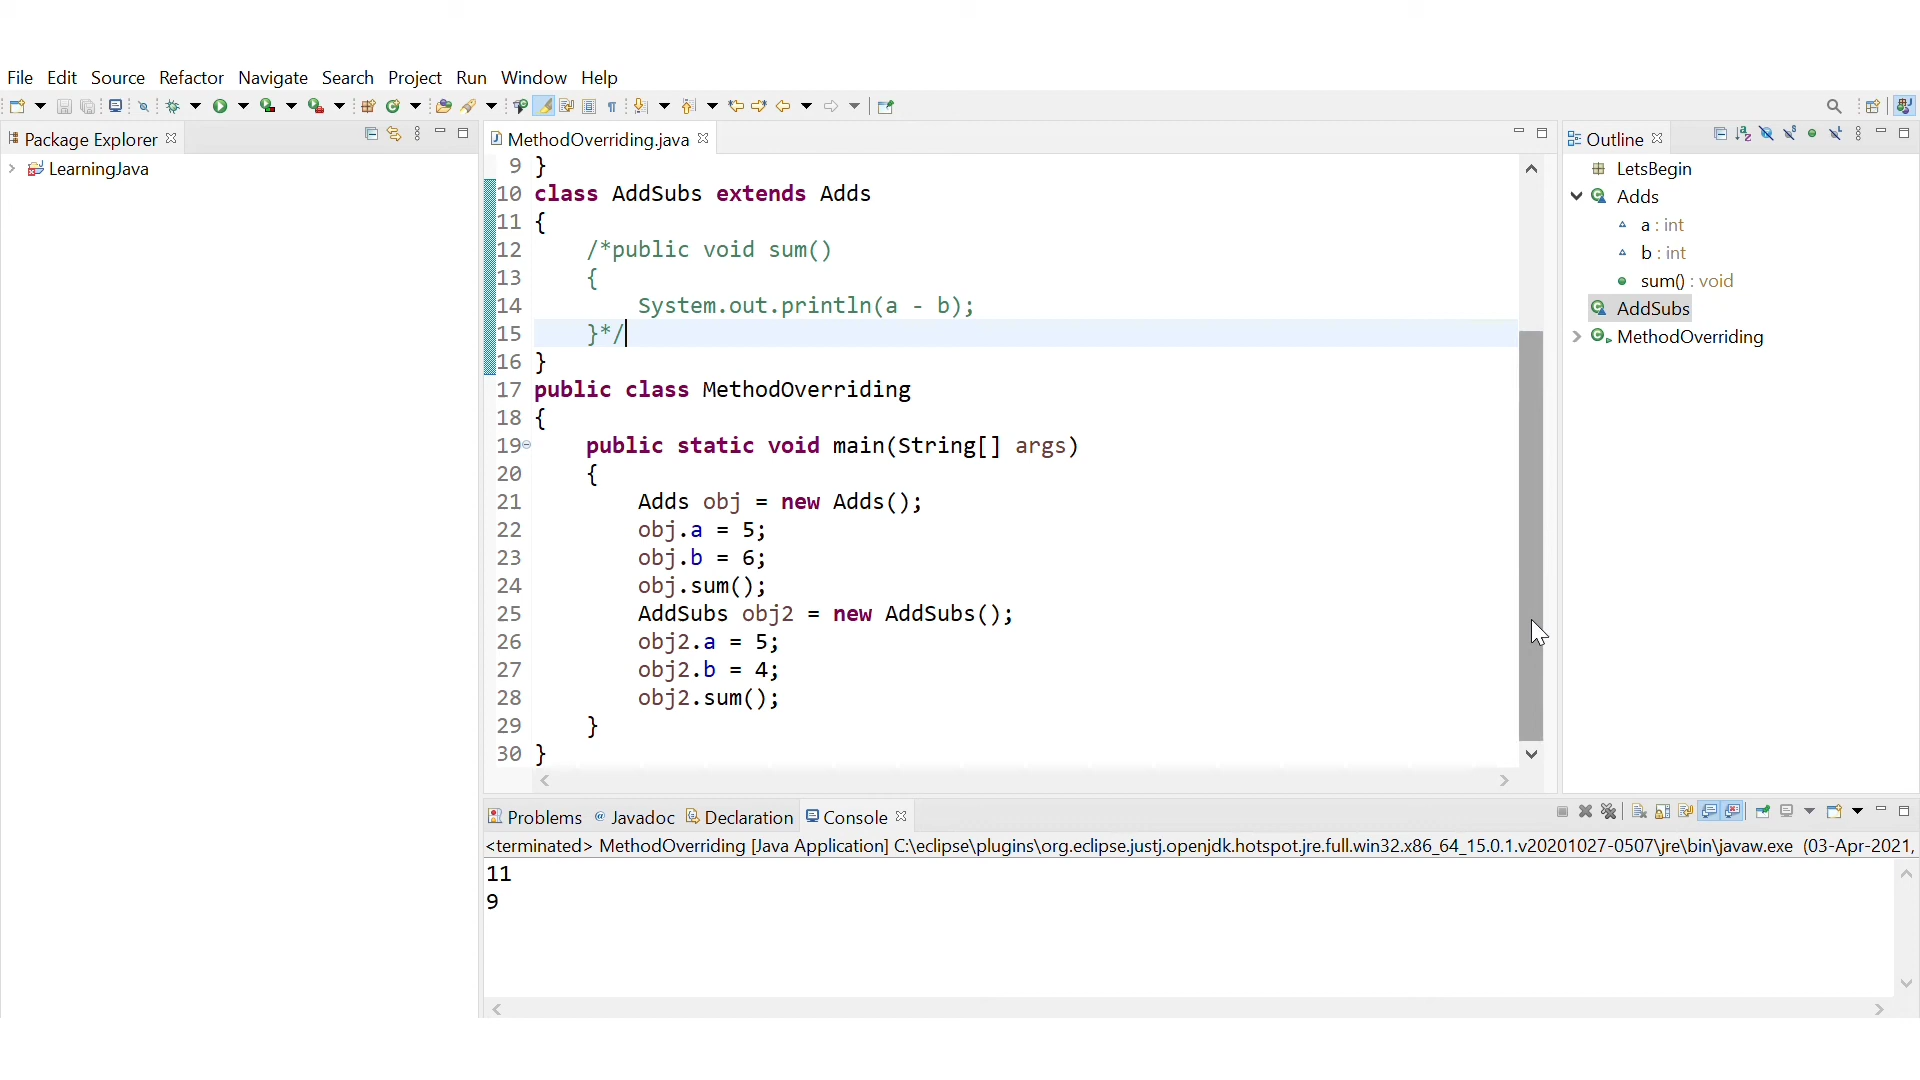 File Edit Source Refactor Navigate Search Project Run Window Help
Package Explorer
LearningJava
MethodOverriding.java
9 }
10 class AddSubs extends Adds
11 {
12 /*public void sum()
13 {
14 System.out.println(a - b);
15 }*/
16 }
17 public class MethodOverriding
18 {
19 public static void main(String[] args)
20 {
21 Adds obj = new Adds();
22 obj.a = 5;
23 obj.b = 6;
24 obj.sum();
25 AddSubs obj2 = new AddSubs();
26 obj2.a = 5;
27 obj2.b = 4;
28 obj2.sum();
29 }
30 }
Outline
LetsBegin
Adds
a : int
b : int
sum() : void
AddSubs
MethodOverriding
Problems @ Javadoc Declaration Console
<terminated> MethodOverriding [Java Application] C:\eclipse\plugins\org.eclipse.justj.openjdk.hotspot.jre.full.win32.x86_64_15.0.1.v20201027-0507\jre\bin\javaw.exe (03-Apr-2021,
11
9